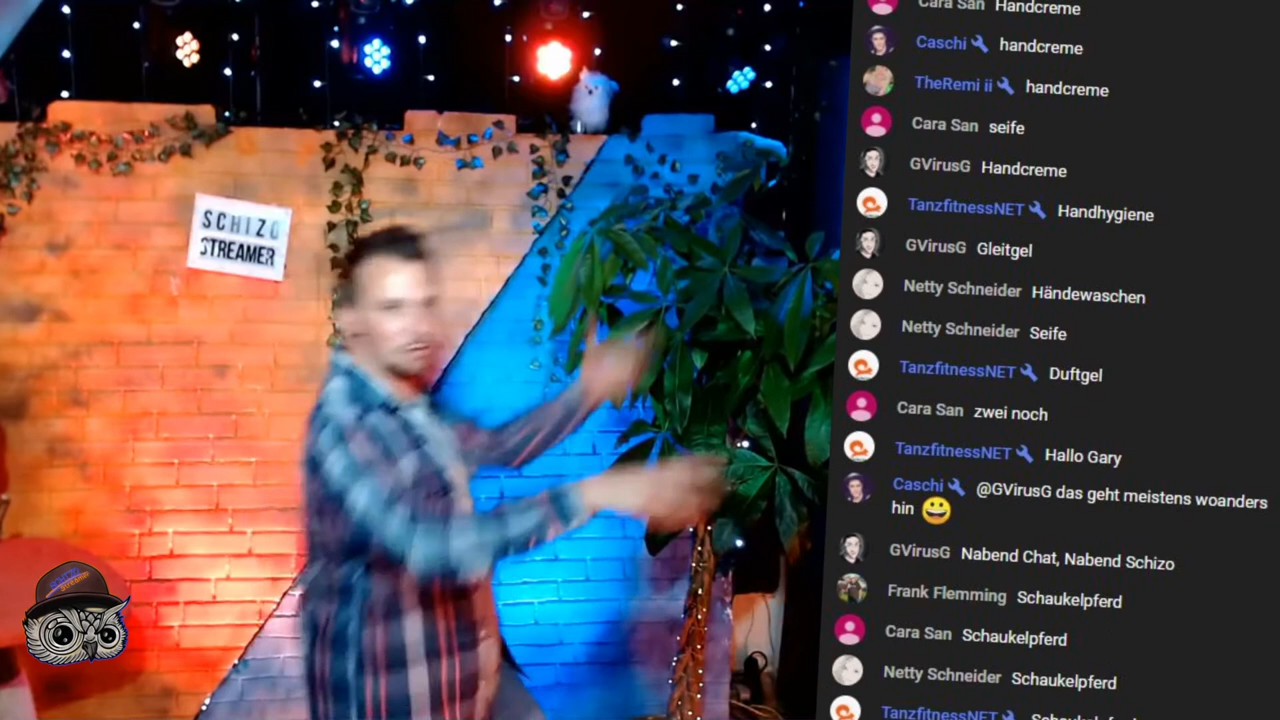 SCHIZO
STREAMER
Cara San Handcreme
Caschi handcreme
TheRemi ii handcreme
Cara San seife
GVirusG Handcreme
TanzfitnessNET Handhygiene
GVirusG Gleitgel
Netty Schneider Händewaschen
Netty Schneider Seife
TanzfitnessNET Duftgel
Cara San zwei noch
TanzfitnessNET Hallo Gary
Caschi @GVirusG das geht meistens woanders
hin 😀
GVirusG Nabend Chat, Nabend Schizo
Frank Flemming Schaukelpferd
Cara San Schaukelpferd
Netty Schneider Schaukelpferd
TanzfitnessNET